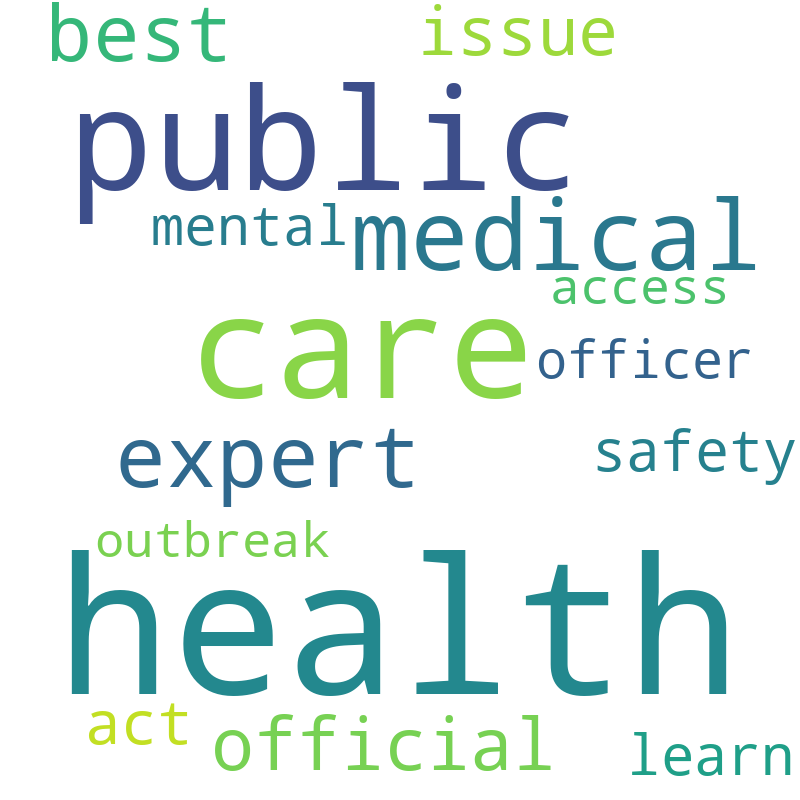 best issue
public
mental medical
access
care officer
expert safety
outbreak
health
act official learn